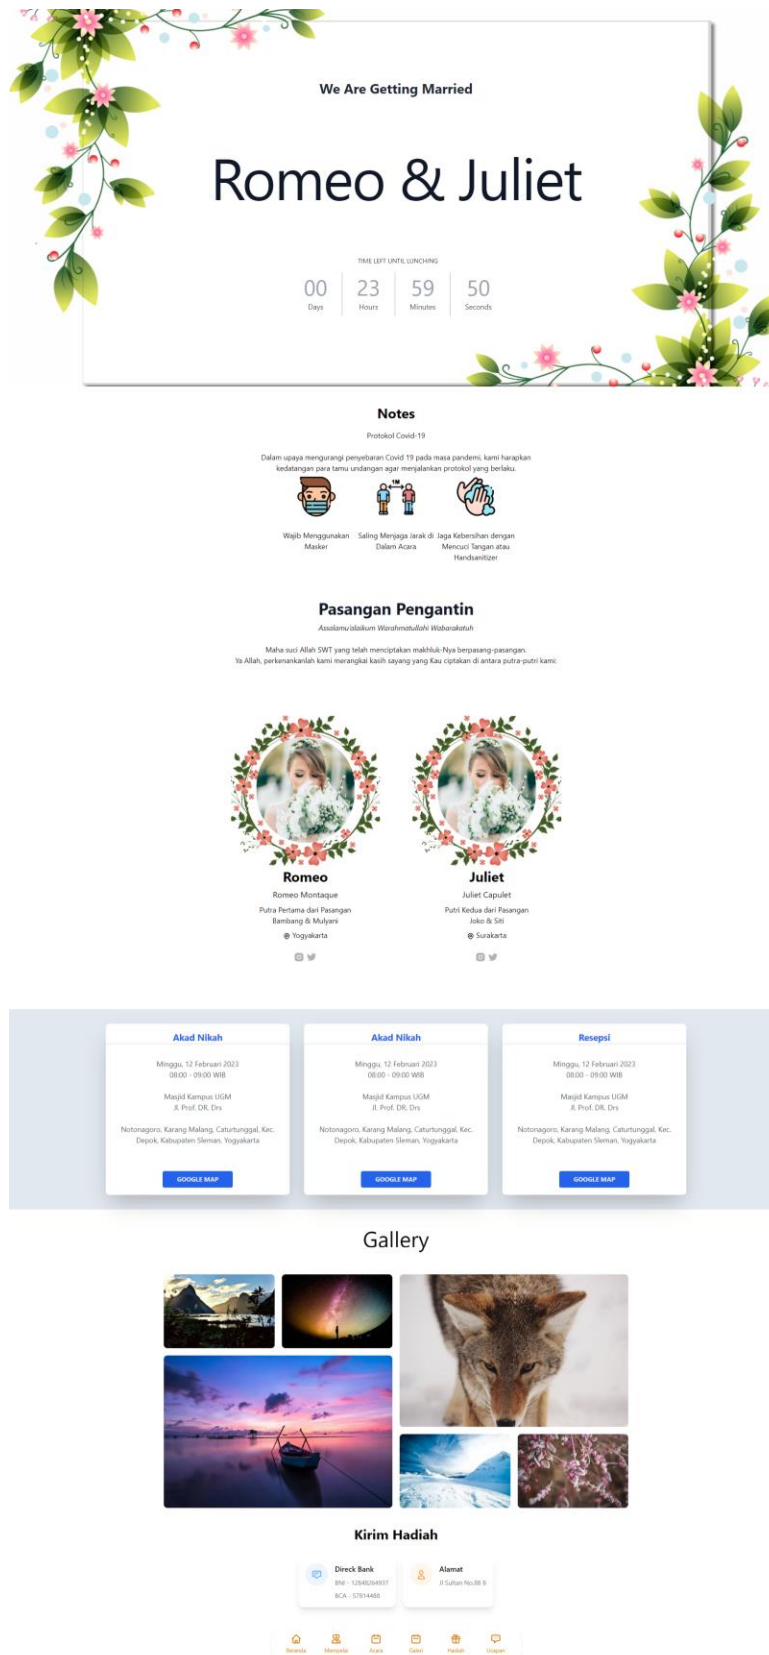 We Are Getting Married
Romeo & Juliet
TIME LEFT UNTIL LUNCHING
00 23 59 50
Days Hours Minutes Seconds
Notes
Protokol Covid-19
Dalam upaya mengurangi penyebaran Covid 19 pada masa pandemi, kami harapkan
kedatangan para tamu undangan agar menjalankan protokol yang berlaku.
1M
Wajib Menggunakan
Masker
Saling Menjaga Jarak di
Dalam Acara
Jaga Kebersihan dengan
Mencuci Tangan atau
Handsanitizer
Pasangan Pengantin
Assalamu'alaikum Warahmatullahi Wabarakatuh
Maha suci Allah SWT yang telah menciptakan makhluk-Nya berpasang-pasangan.
Ya Allah, perkenankanlah kami merangkai kasih sayang yang Kau ciptakan di antara putra-putri kami:
Romeo
Romeo Montaque
Putra Pertama dari Pasangan
Bambang & Mulyani
@ Yogyakarta
Juliet
Juliet Capulet
Putri Kedua dari Pasangan
Joko & Siti
@ Surakarta
Akad Nikah
Minggu, 12 Februari 2023
08:00 - 09:00 WIB
Masjid Kampus UGM
Jl. Prof. DR. Drs
Notonagoro, Karang Malang, Caturtunggal, Kec.
Depok, Kabupaten Sleman, Yogyakarta
GOOGLE MAP
Akad Nikah
Minggu, 12 Februari 2023
08:00 - 09:00 WIB
Masjid Kampus UGM
Jl. Prof. DR. Drs
Notonagoro, Karang Malang, Caturtunggal, Kec.
Depok, Kabupaten Sleman, Yogyakarta
GOOGLE MAP
Resepsi
Minggu, 12 Februari 2023
08:00 - 09:00 WIB
Masjid Kampus UGM
Jl. Prof. DR. Drs
Notonagoro, Karang Malang, Caturtunggal, Kec.
Depok, Kabupaten Sleman, Yogyakarta
GOOGLE MAP
Gallery
Kirim Hadiah
Direck Bank
BNI - 12848264937
BCA - 57814488
Alamat
Jl Sultan No.88 B
Beranda Mempelai Acara Galeri Hadiah Ucapan